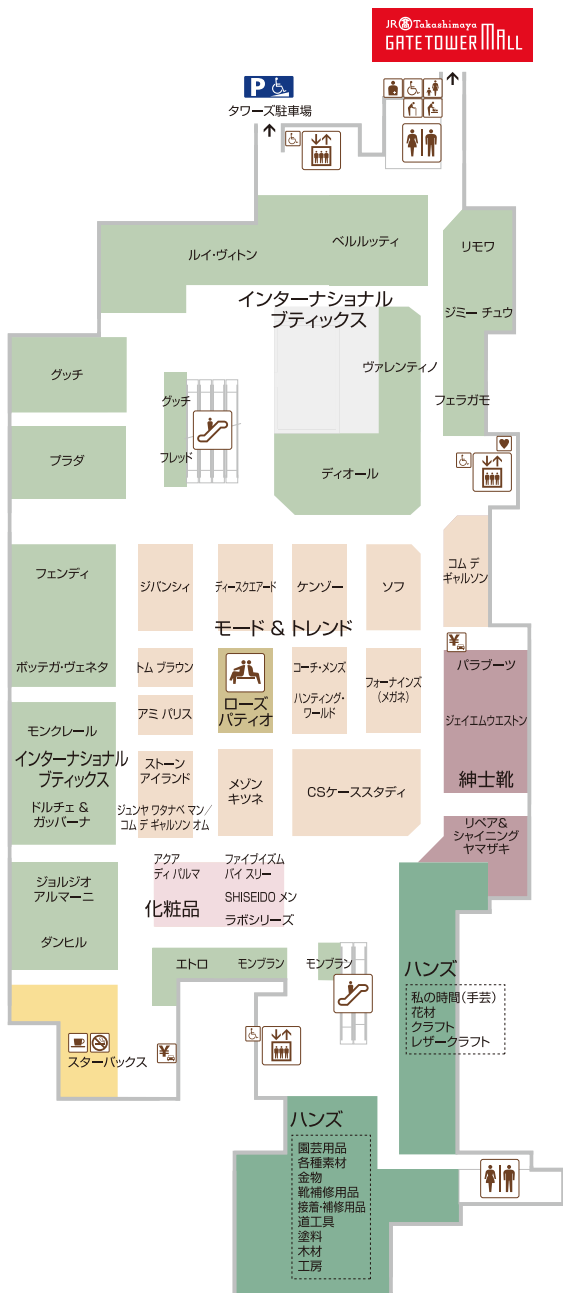 JR Takashimaya
GATETOWER MALL
P
タワーズ駐車場
ルイ・ヴィトン
ベルルッティ
リモワ
インターナショナル
ブティックス
ジミー チュウ
ヴァレンティノ
グッチ
グッチ
フェラガモ
プラダ
フレッド
ディオール
フェンディ
ジバンシィ
ディースクエアード
ケンゾー
ソフ
コム デ
ギャルソン
モード & トレンド
¥
ボッテガ・ヴェネタ
トム ブラウン
ローズ
パティオ
コーチ・メンズ
ハンティング・
ワールド
フォーナインズ
(メガネ)
パラブーツ
アミ パリス
ジェイエムウエストン
モンクレール
インターナショナル
ブティックス
ドルチェ &
ガッバーナ
ストーン
アイランド
ジュンヤ ワタナベ マン/
コム デ ギャルソン オム
メゾン
キツネ
CSケーススタディ
紳士靴
リペア&
シャイニング
ヤマザキ
ジョルジオ
アルマーニ
ダンヒル
アクア
ディ パルマ
ファイブイズム
バイ スリー
化粧品
SHISEIDO メン
ラボシリーズ
エトロ
モンブラン
モンブラン
ハンズ
私の時間(手芸)
花材
クラフト
レザークラフト
スターバックス
¥
ハンズ
園芸用品
各種素材
金物
靴補修用品
接着・補修用品
道工具
塗料
木材
工房